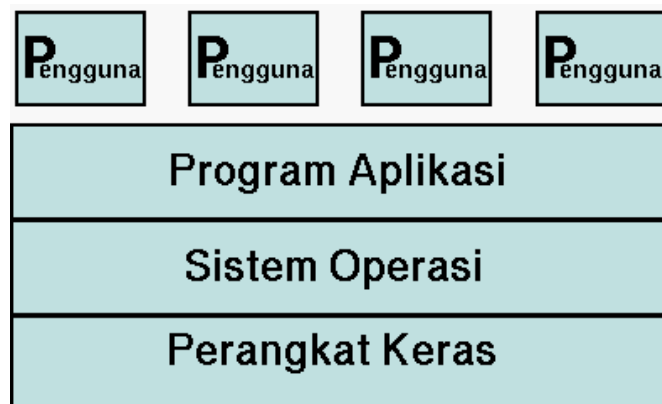 Pengguna Pengguna Pengguna Pengguna
Program Aplikasi
Sistem Operasi
Perangkat Keras